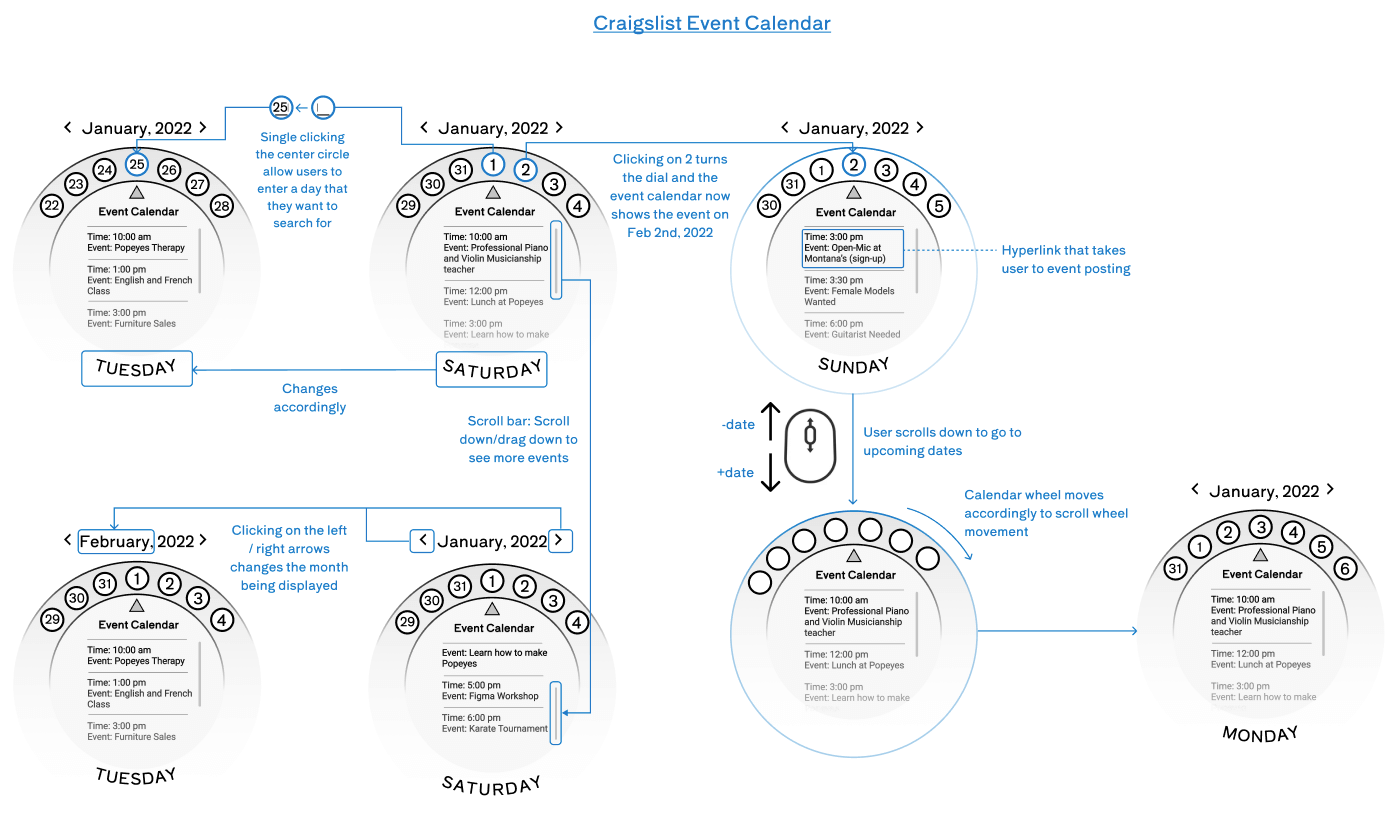 Craigslist Event Calendar
< January, 2022 >
22
23
24
25
26
27
28
Event Calendar
Time: 10:00 am
Event: Popeyes Therapy
Time: 1:00 pm
Event: English and French
Class
Time: 3:00 pm
Event: Furniture Sales
TUESDAY
25
Single clicking
the center circle
allow users to
enter a day that
they want to
search for
Changes
accordingly
< January, 2022 >
29
30
31
1
2
3
4
Event Calendar
Time: 10:00 am
Event: Professional Piano
and Violin Musicianship
teacher
Time: 12:00 pm
Event: Lunch at Popeyes
Time: 3:00 pm
Event: Learn how to make
SATURDAY
Clicking on 2 turns
the dial and the
event calendar now
shows the event on
Feb 2nd, 2022
Scroll bar: Scroll
down/drag down to
see more events
< January, 2022 >
30
31
1
2
3
4
5
Event Calendar
Time: 3:00 pm
Event: Open-Mic at
Montana's (sign-up)
Time: 3:30 pm
Event: Female Models
Wanted
Time: 6:00 pm
Event: Guitarist Needed
SUNDAY
Hyperlink that takes
user to event posting
-date
+date
User scrolls down to go to
upcoming dates
< February, 2022 >
29
30
31
1
2
3
4
Event Calendar
Time: 10:00 am
Event: Popeyes Therapy
Time: 1:00 pm
Event: English and French
Class
Time: 3:00 pm
Event: Furniture Sales
TUESDAY
Clicking on the left
/ right arrows
changes the month
being displayed
< January, 2022 >
29
30
31
1
2
3
4
Event Calendar
Event: Learn how to make
Popeyes
Time: 5:00 pm
Event: Figma Workshop
Time: 6:00 pm
Event: Karate Tournament
SATURDAY
Event Calendar
Time: 10:00 am
Event: Professional Piano
and Violin Musicianship
teacher
Time: 12:00 pm
Event: Lunch at Popeyes
Time: 3:00 pm
Event: Learn how to make
Calendar wheel moves
accordingly to scroll wheel
movement
< January, 2022 >
31
1
2
3
4
5
6
Event Calendar
Time: 10:00 am
Event: Professional Piano
and Violin Musicianship
teacher
Time: 12:00 pm
Event: Lunch at Popeyes
Time: 3:00 pm
Event: Learn how to make
MONDAY